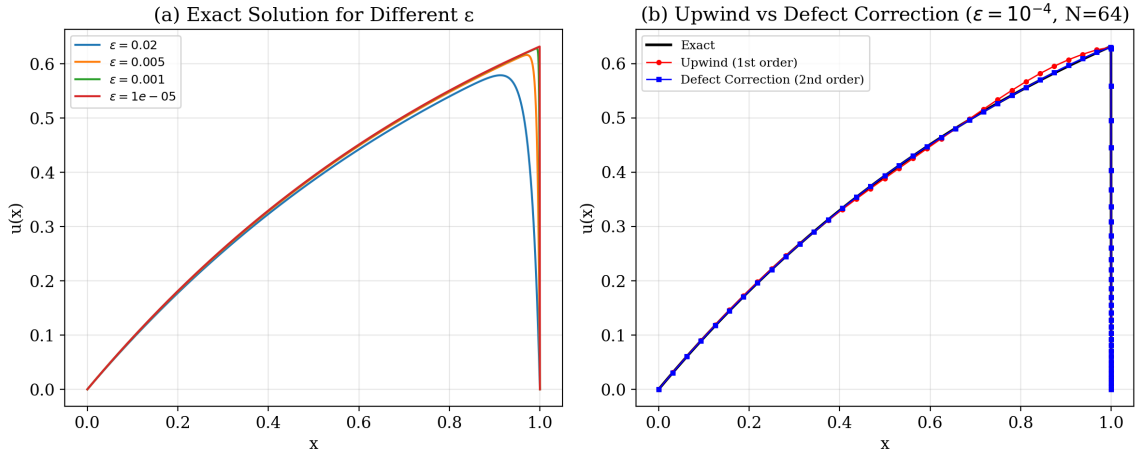 (a) Exact Solution for Different ε
u(x)
0.6
0.5
0.4
0.3
0.2
0.1
0.0
ε = 0.02
ε = 0.005
ε = 0.001
ε = 1e − 05
0.0 0.2 0.4 0.6 0.8 1.0
x
(b) Upwind vs Defect Correction (ε = 10⁻⁴, N=64)
u(x)
0.6
0.5
0.4
0.3
0.2
0.1
0.0
Exact
Upwind (1st order)
Defect Correction (2nd order)
0.0 0.2 0.4 0.6 0.8 1.0
x